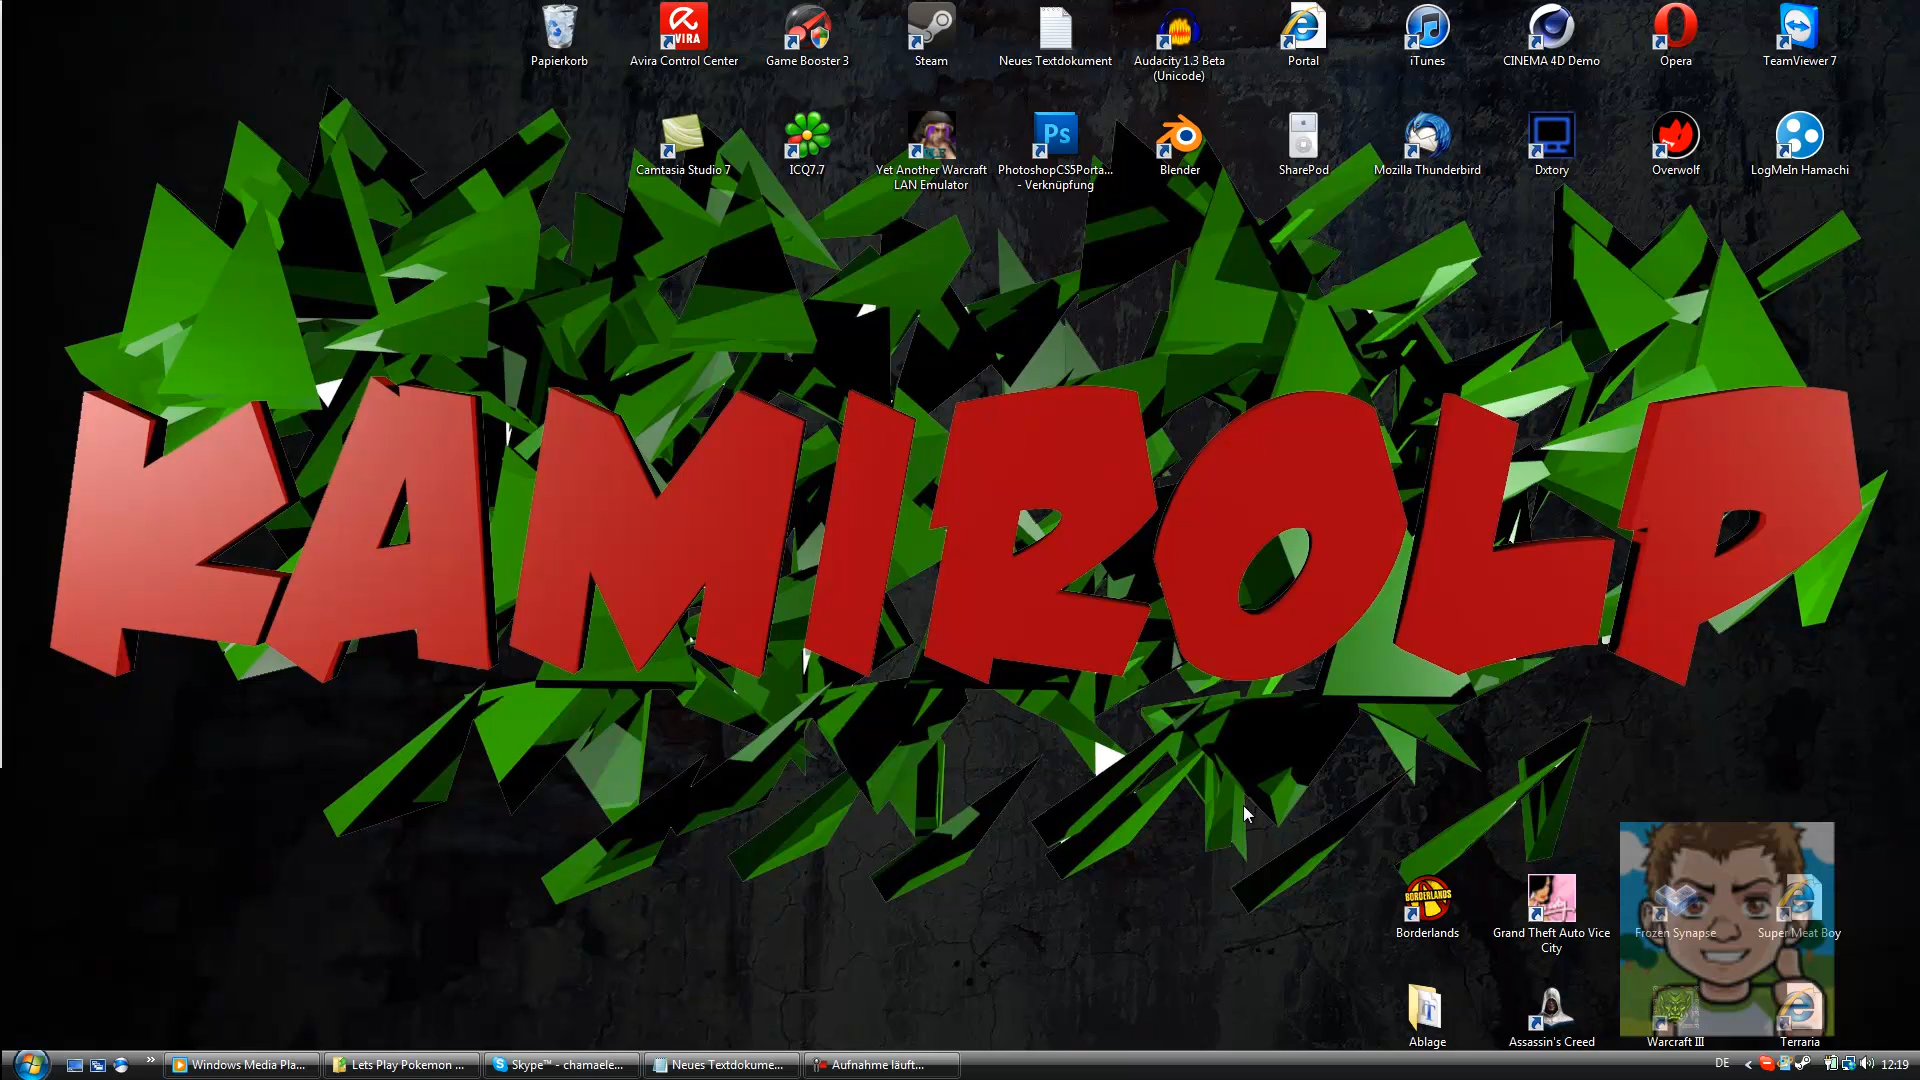 Papierkorb
Avira Control Center
Game Booster 3
Steam
Neues Textdokument
Audacity 1.3 Beta
(Unicode)
Portal
iTunes
CINEMA 4D Demo
Opera
TeamViewer 7
Camtasia Studio 7
ICQ7.7
Yet Another Warcraft
LAN Emulator
PhotoshopCS5Porta...
- Verknüpfung
Blender
SharePod
Mozilla Thunderbird
Dxtory
Overwolf
LogMeIn Hamachi
AVIRA
Ps
KAMIROLP
BORDERLANDS
Borderlands
Grand Theft Auto Vice
City
Frozen Synapse
Super Meat Boy
Ablage
Assassin's Creed
Warcraft III
Terraria
Windows Media Pla...
Lets Play Pokemon ...
Skype™ - chamaele...
Neues Textdokume...
Aufnahme läuft...
DE
12:19